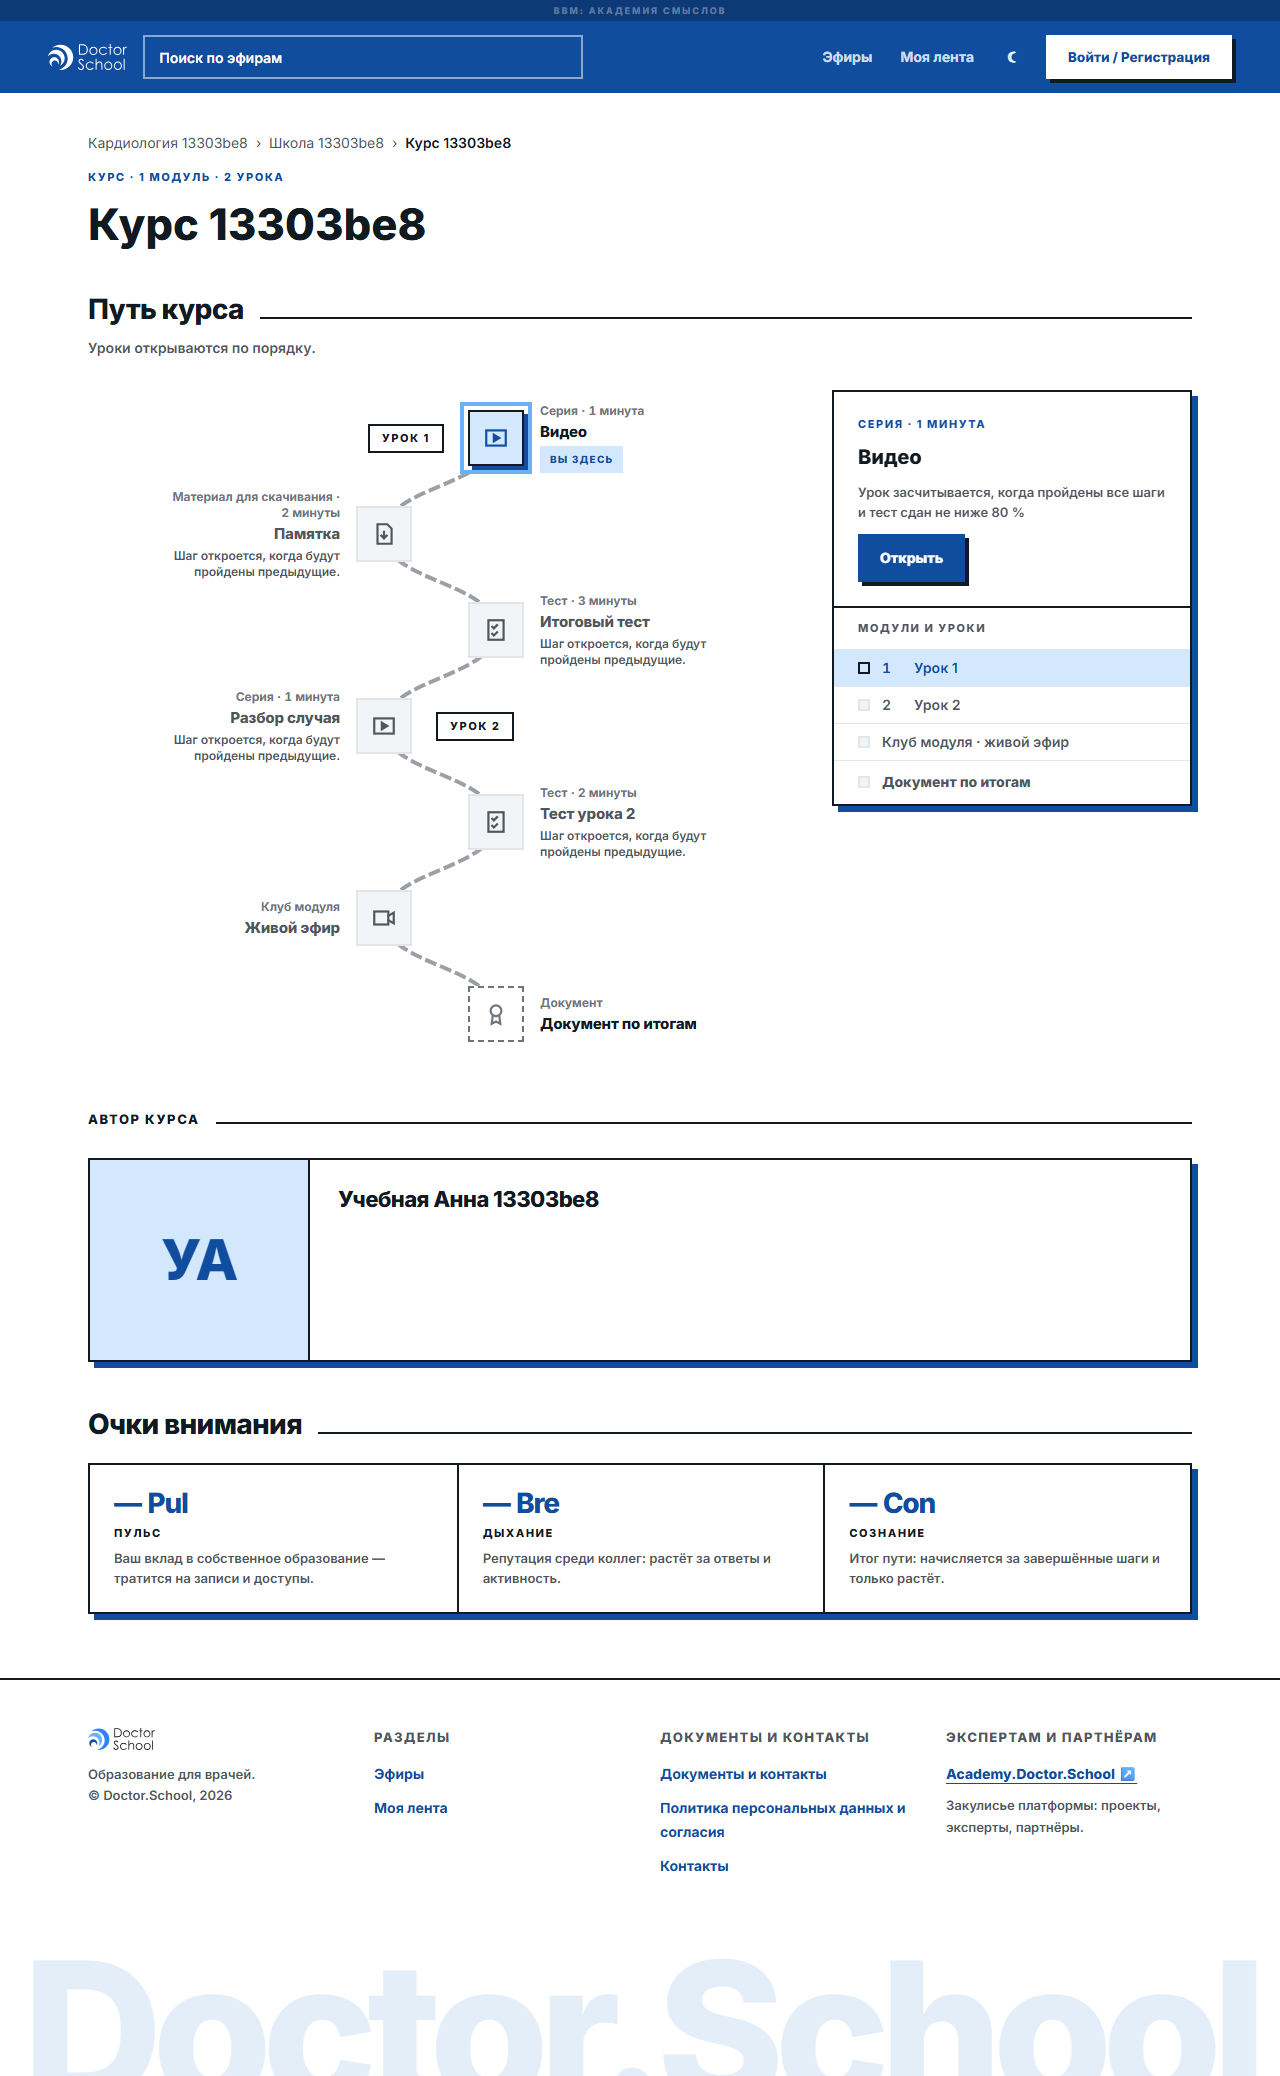 ВВМ: АКАДЕМИЯ СМЫСЛОВ
Doctor School
Поиск по эфирам
Эфиры
Моя лента
Войти / Регистрация
Кардиология 13303be8 › Школа 13303be8 › Курс 13303be8
КУРС · 1 МОДУЛЬ · 2 УРОКА
Курс 13303be8
Путь курса
Уроки открываются по порядку.
УРОК 1
Серия · 1 минута
Видео
ВЫ ЗДЕСЬ
Материал для скачивания ·
2 минуты
Памятка
Шаг откроется, когда будут
пройдены предыдущие.
Тест · 3 минуты
Итоговый тест
Шаг откроется, когда будут
пройдены предыдущие.
Серия · 1 минута
Разбор случая
Шаг откроется, когда будут
пройдены предыдущие.
УРОК 2
Тест · 2 минуты
Тест урока 2
Шаг откроется, когда будут
пройдены предыдущие.
Клуб модуля
Живой эфир
Документ
Документ по итогам
СЕРИЯ · 1 МИНУТА
Видео
Урок засчитывается, когда пройдены все шаги
и тест сдан не ниже 80 %
Открыть
МОДУЛИ И УРОКИ
1 Урок 1
2 Урок 2
Клуб модуля · живой эфир
Документ по итогам
АВТОР КУРСА
УА
Учебная Анна 13303be8
Очки внимания
— Pul
ПУЛЬС
Ваш вклад в собственное образование —
тратится на записи и доступы.
— Bre
ДЫХАНИЕ
Репутация среди коллег: растёт за ответы и
активность.
— Con
СОЗНАНИЕ
Итог пути: начисляется за завершённые шаги и
только растёт.
Doctor School
Образование для врачей.
© Doctor.School, 2026
РАЗДЕЛЫ
Эфиры
Моя лента
ДОКУМЕНТЫ И КОНТАКТЫ
Документы и контакты
Политика персональных данных и
согласия
Контакты
ЭКСПЕРТАМ И ПАРТНЁРАМ
Academy.Doctor.School
Закулисье платформы: проекты,
эксперты, партнёры.
Doctor.School